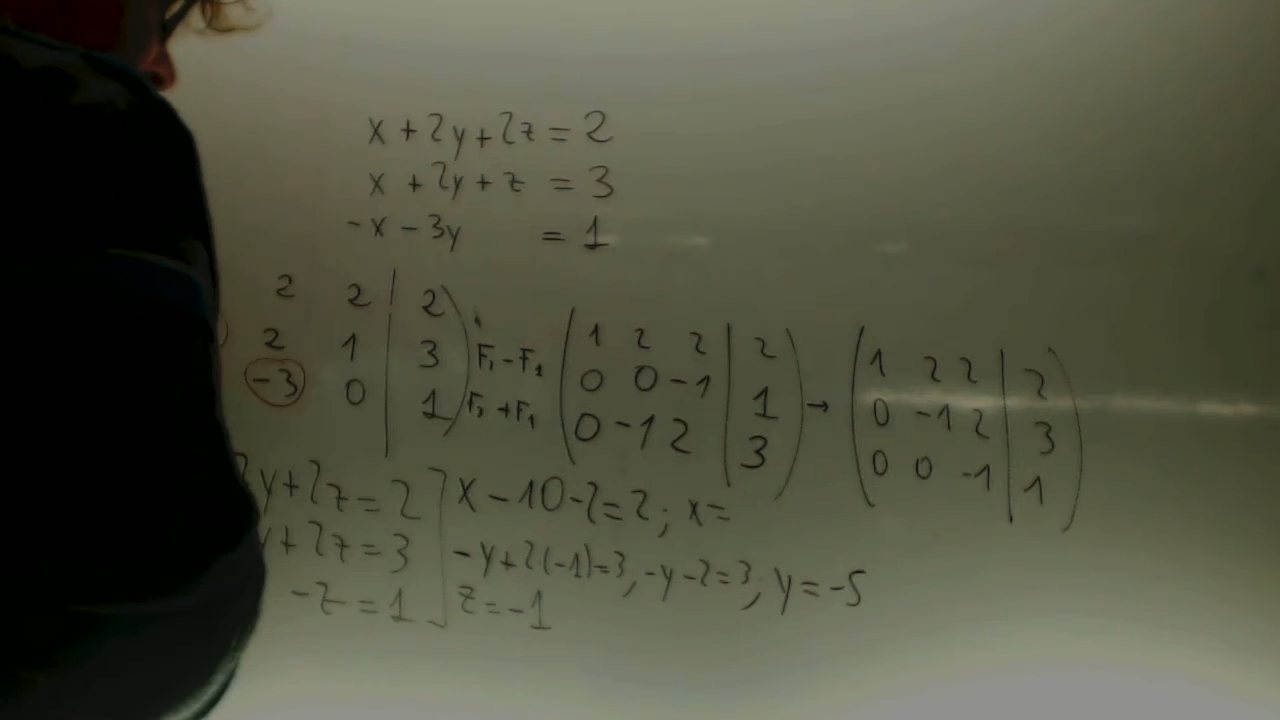 x + 2y + 2z = 2
x + 2y + z = 3
-x - 3y = 1
2 2 | 2
2 1 | 3 F₁ - F₂
-3 0 | 1 F₃ + F₁
1 2 2 | 2
0 0 -1 | 1
0 -1 2 | 3
→
1 2 2 | 2
0 -1 2 | 3
0 0 -1 | 1
2y + 2z = 2 x - 10 - 2 = 2; x =
y + 2z = 3 -y + 2(-1) = 3, -y - 2 = 3; y = -5
-z = 1 z = -1